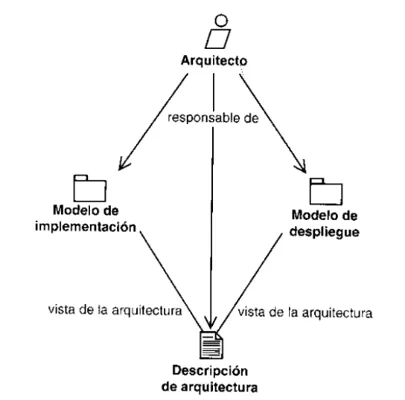 Arquitecto
responsable de
Modelo de
implementación
Modelo de
despliegue
vista de la arquitectura
vista de la arquitectura
Descripción
de arquitectura